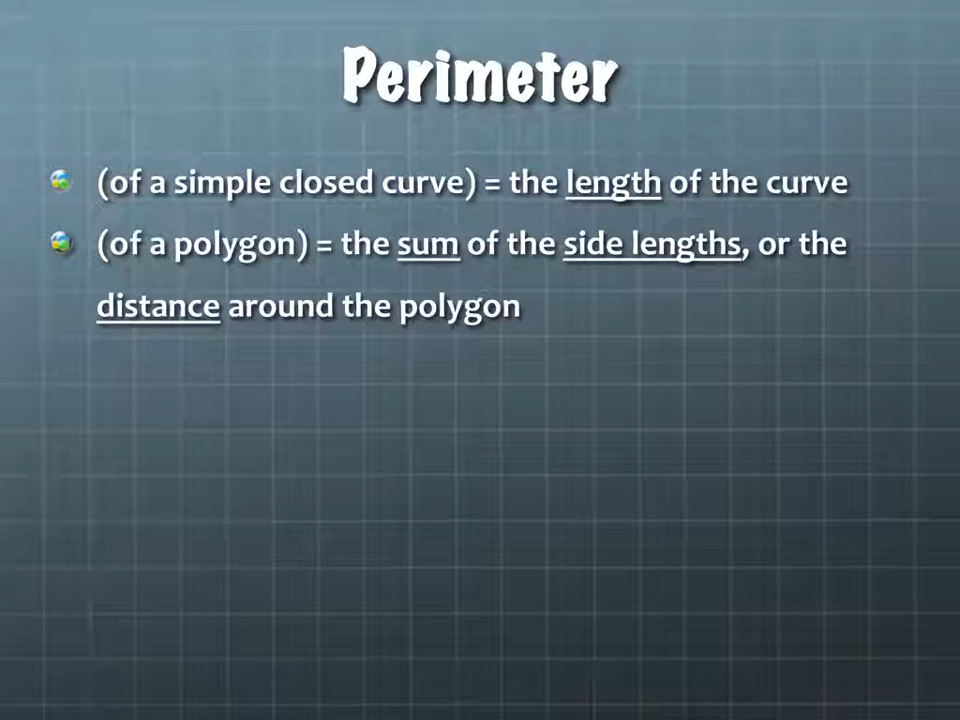 Perimeter
(of a simple closed curve) = the length of the curve
(of a polygon) = the sum of the side lengths, or the
distance around the polygon